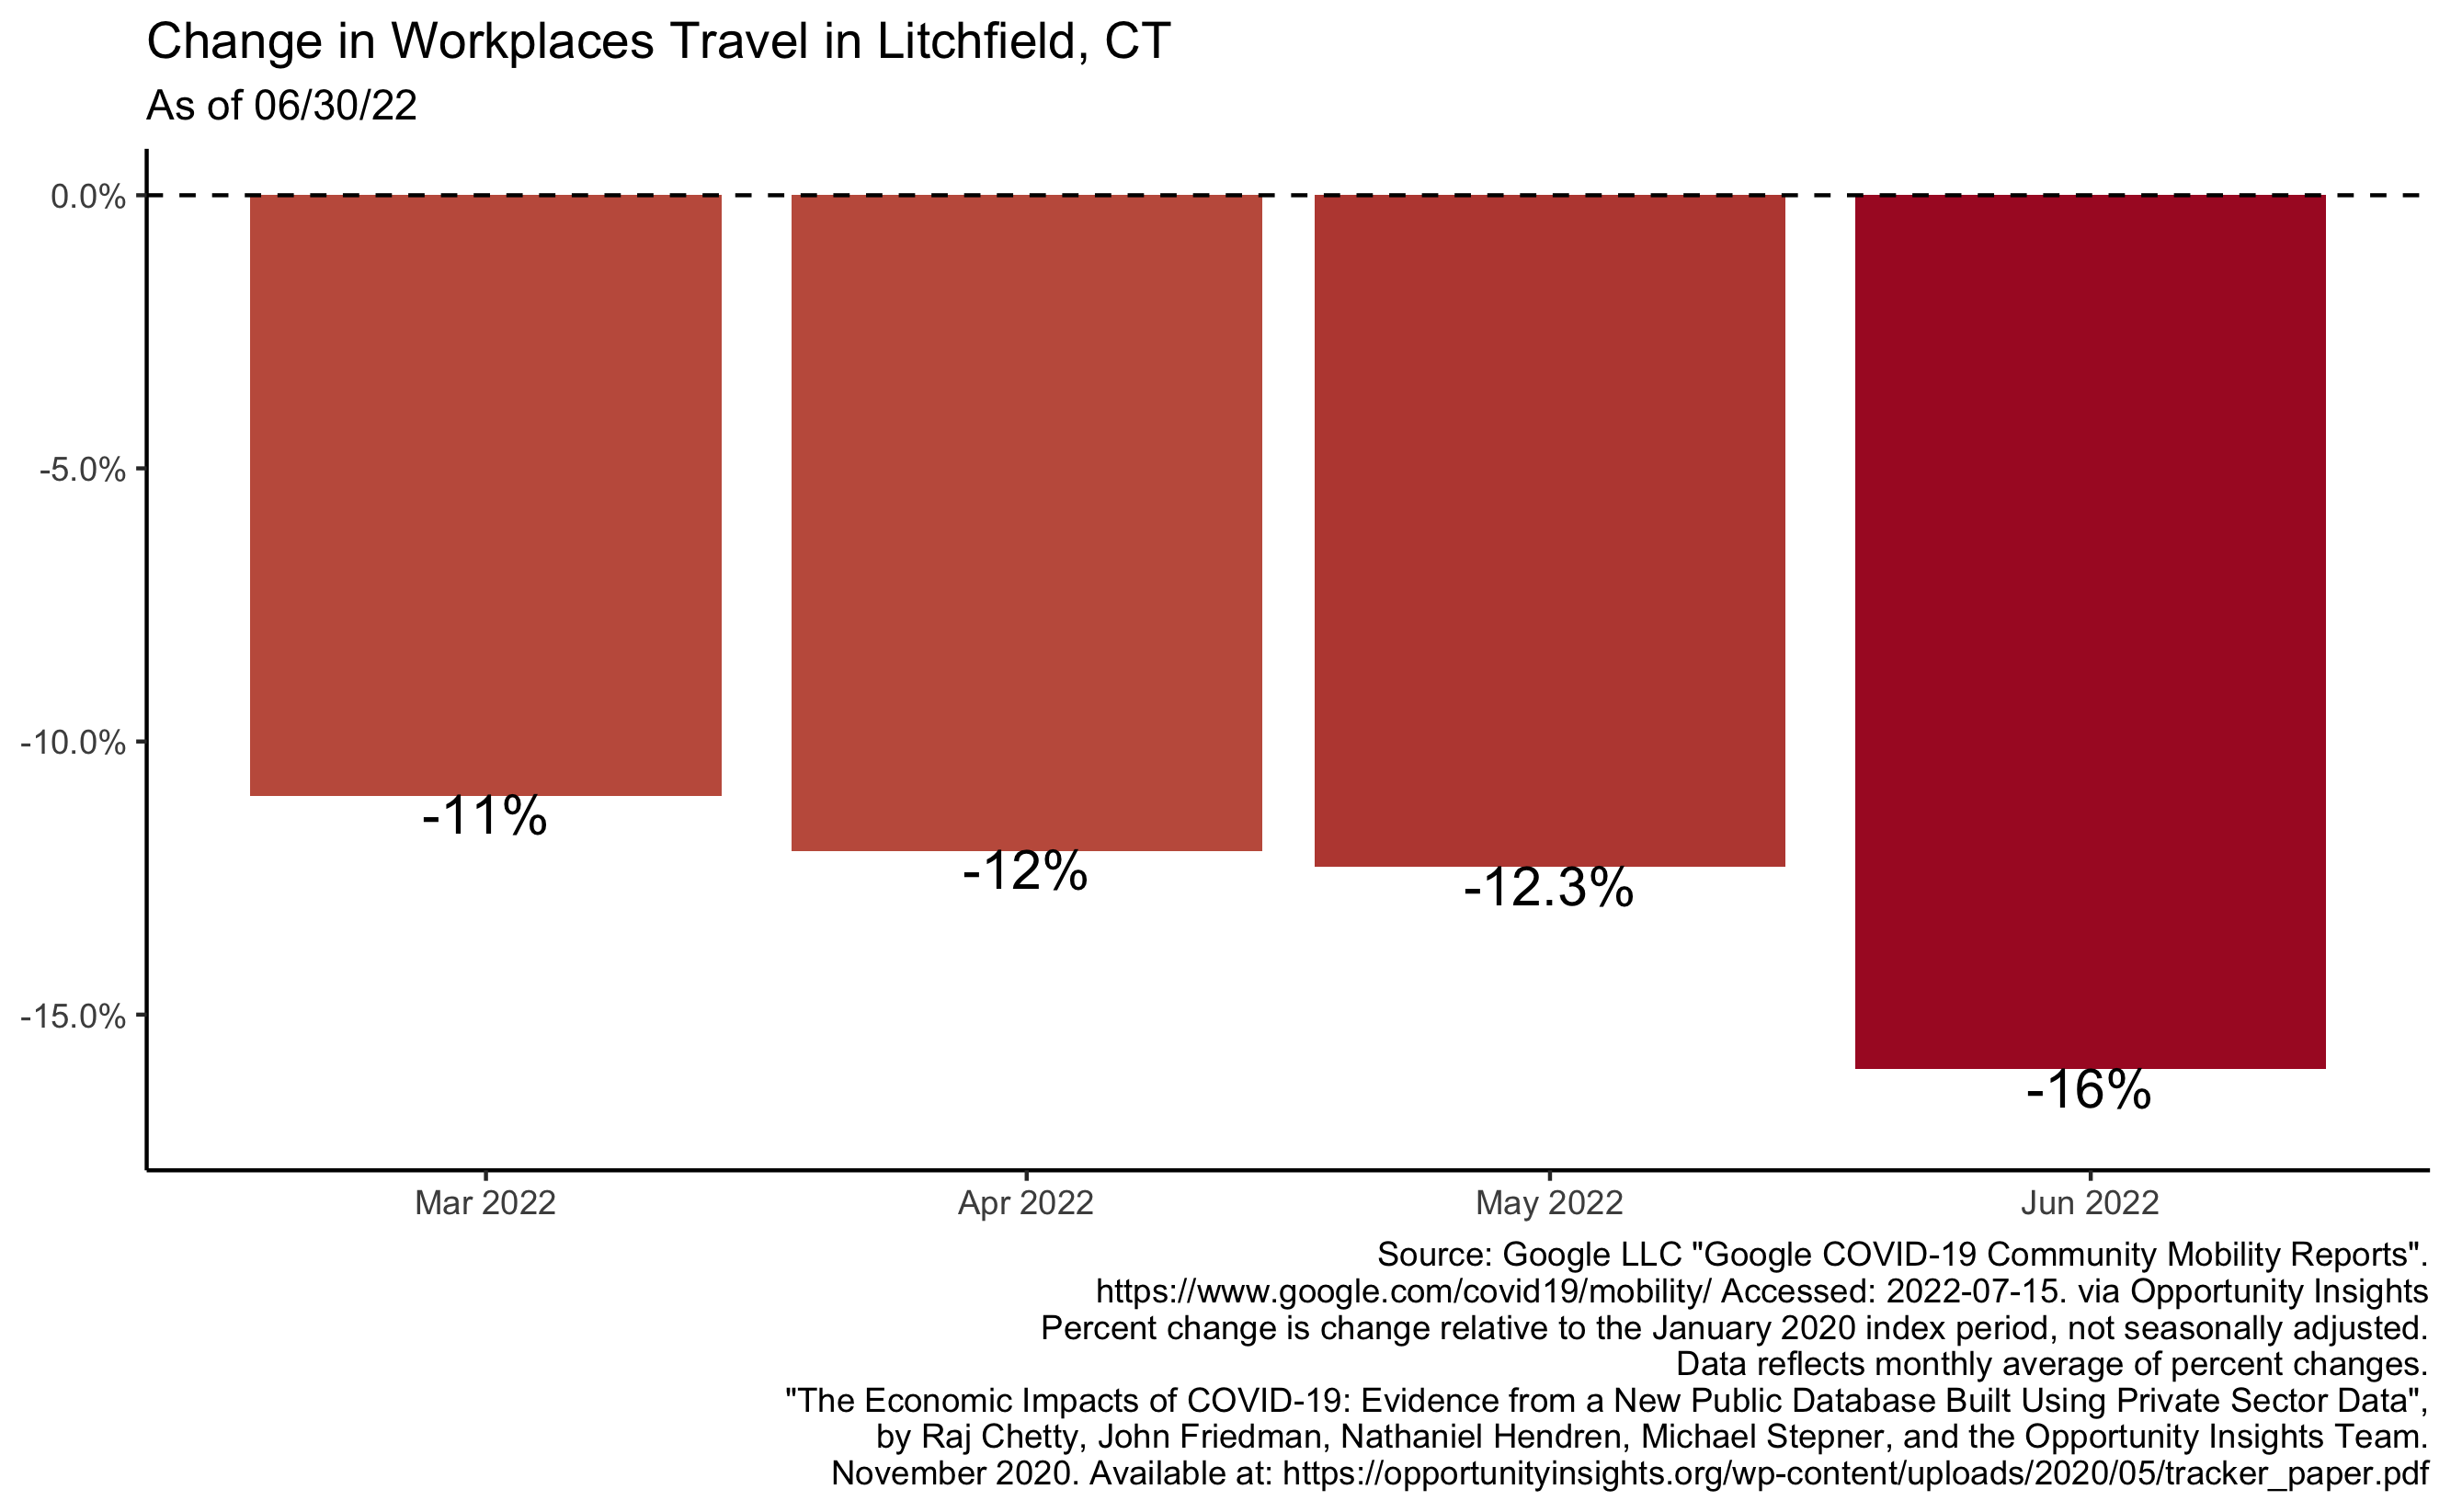 Change in Workplaces Travel in Litchfield, CT
As of 06/30/22
0.0%
-5.0%
-10.0%
-15.0%
-11%
-12%
-12.3%
-16%
Mar 2022
Apr 2022
May 2022
Jun 2022
Source: Google LLC "Google COVID-19 Community Mobility Reports".
https://www.google.com/covid19/mobility/ Accessed: 2022-07-15. via Opportunity Insights
Percent change is change relative to the January 2020 index period, not seasonally adjusted.
Data reflects monthly average of percent changes.
"The Economic Impacts of COVID-19: Evidence from a New Public Database Built Using Private Sector Data",
by Raj Chetty, John Friedman, Nathaniel Hendren, Michael Stepner, and the Opportunity Insights Team.
November 2020. Available at: https://opportunityinsights.org/wp-content/uploads/2020/05/tracker_paper.pdf